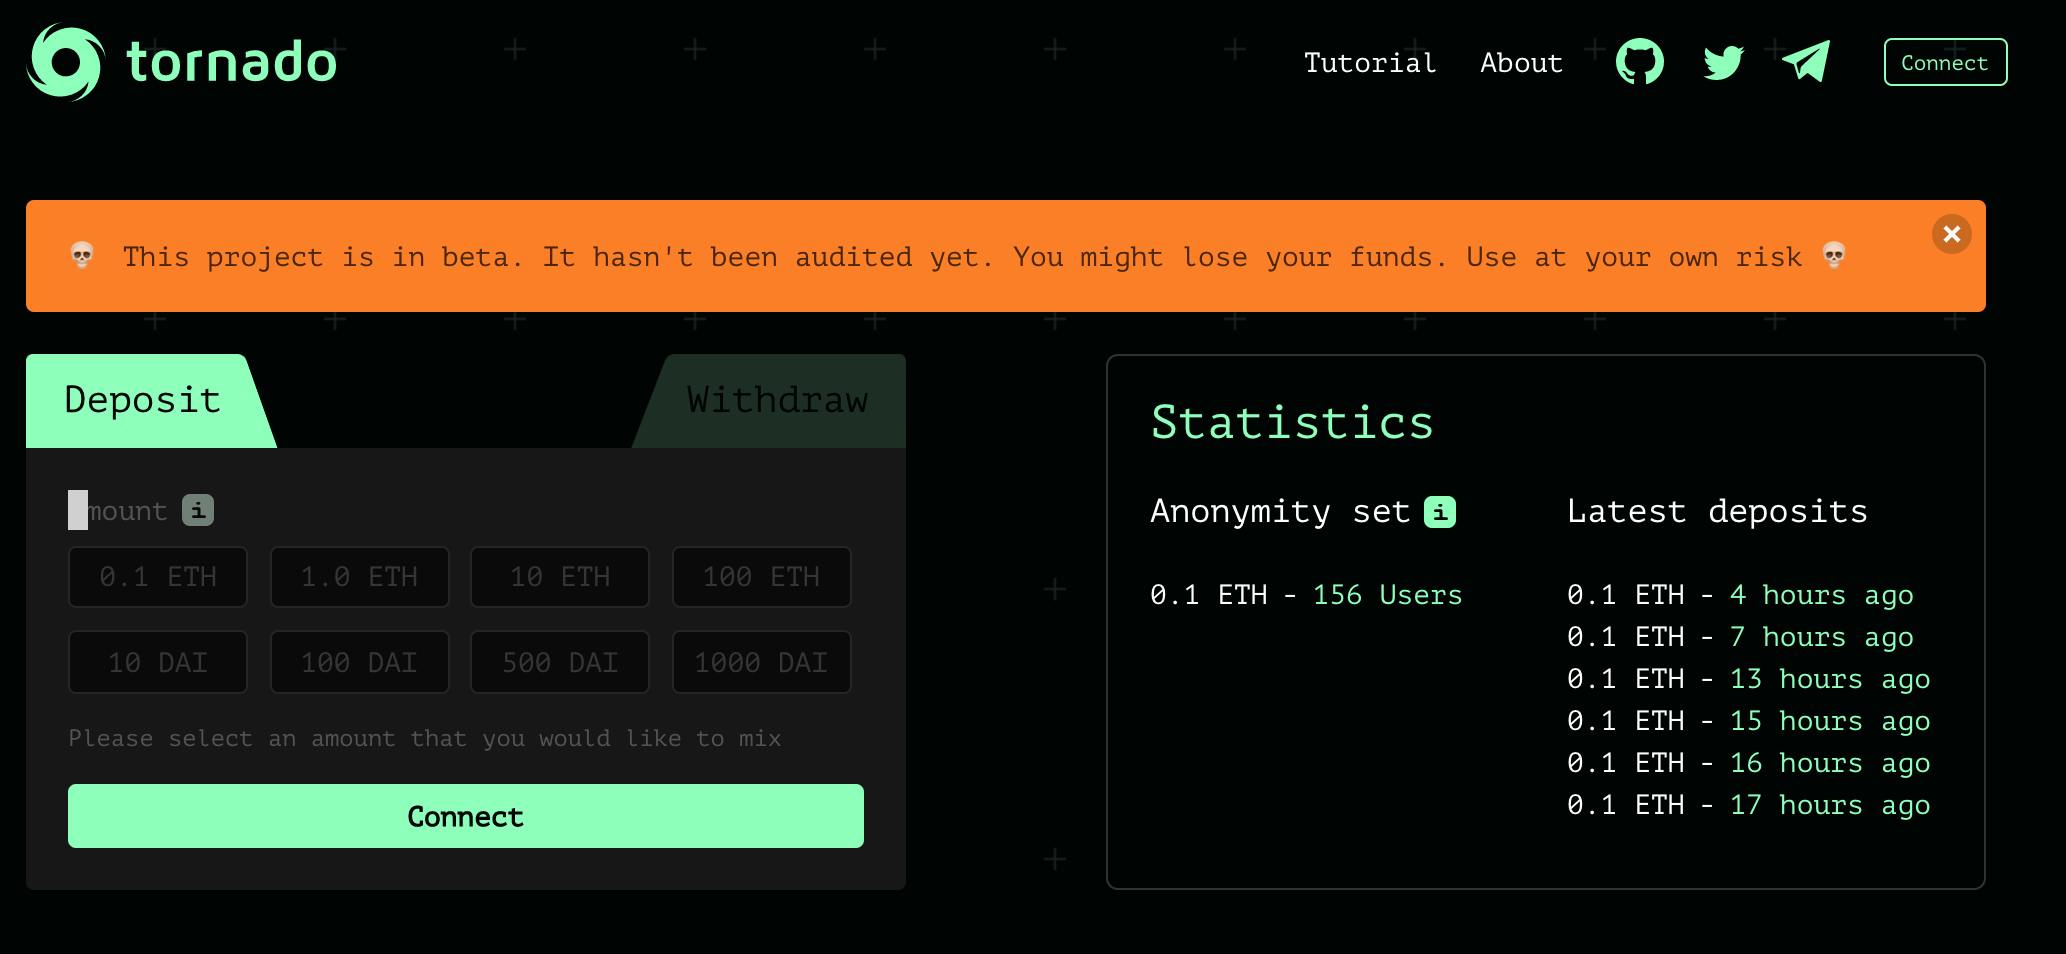 tornado
Tutorial
About
Connect
💀 This project is in beta. It hasn't been audited yet. You might lose your funds. Use at your own risk 💀
Deposit
Withdraw
mount i
0.1 ETH
1.0 ETH
10 ETH
100 ETH
10 DAI
100 DAI
500 DAI
1000 DAI
Please select an amount that you would like to mix
Connect
Statistics
Anonymity set i
0.1 ETH - 156 Users
Latest deposits
0.1 ETH - 4 hours ago
0.1 ETH - 7 hours ago
0.1 ETH - 13 hours ago
0.1 ETH - 15 hours ago
0.1 ETH - 16 hours ago
0.1 ETH - 17 hours ago